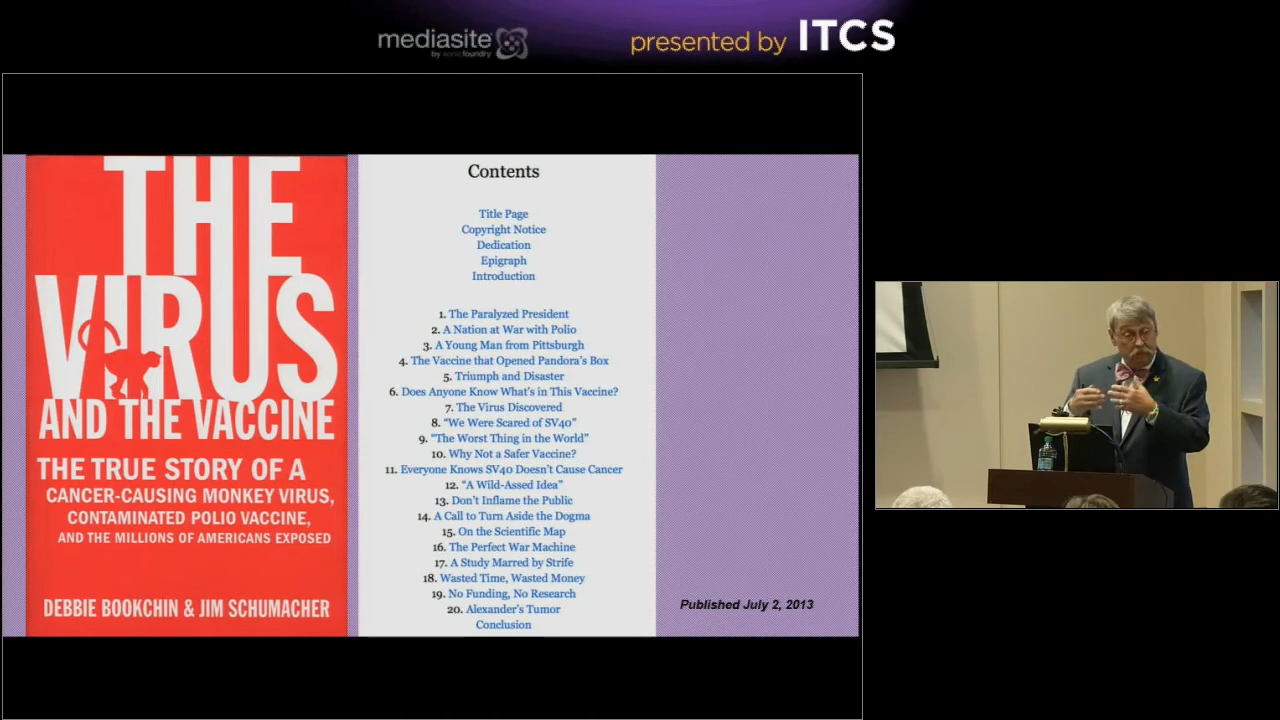 mediasite
by sonicfoundry
presented by ITCS
THE
VIRUS
AND THE VACCINE
THE TRUE STORY OF A
CANCER-CAUSING MONKEY VIRUS,
CONTAMINATED POLIO VACCINE,
AND THE MILLIONS OF AMERICANS EXPOSED
DEBBIE BOOKCHIN & JIM SCHUMACHER
Contents
Title Page
Copyright Notice
Dedication
Epigraph
Introduction
1. The Paralyzed President
2. A Nation at War with Polio
3. A Young Man from Pittsburgh
4. The Vaccine that Opened Pandora's Box
5. Triumph and Disaster
6. Does Anyone Know What's in This Vaccine?
7. The Virus Discovered
8. “We Were Scared of SV40”
9. “The Worst Thing in the World”
10. Why Not a Safer Vaccine?
11. Everyone Knows SV40 Doesn't Cause Cancer
12. “A Wild-Assed Idea”
13. Don't Inflame the Public
14. A Call to Turn Aside the Dogma
15. On the Scientific Map
16. The Perfect War Machine
17. A Study Marred by Strife
18. Wasted Time, Wasted Money
19. No Funding, No Research
20. Alexander's Tumor
Conclusion
Published July 2, 2013